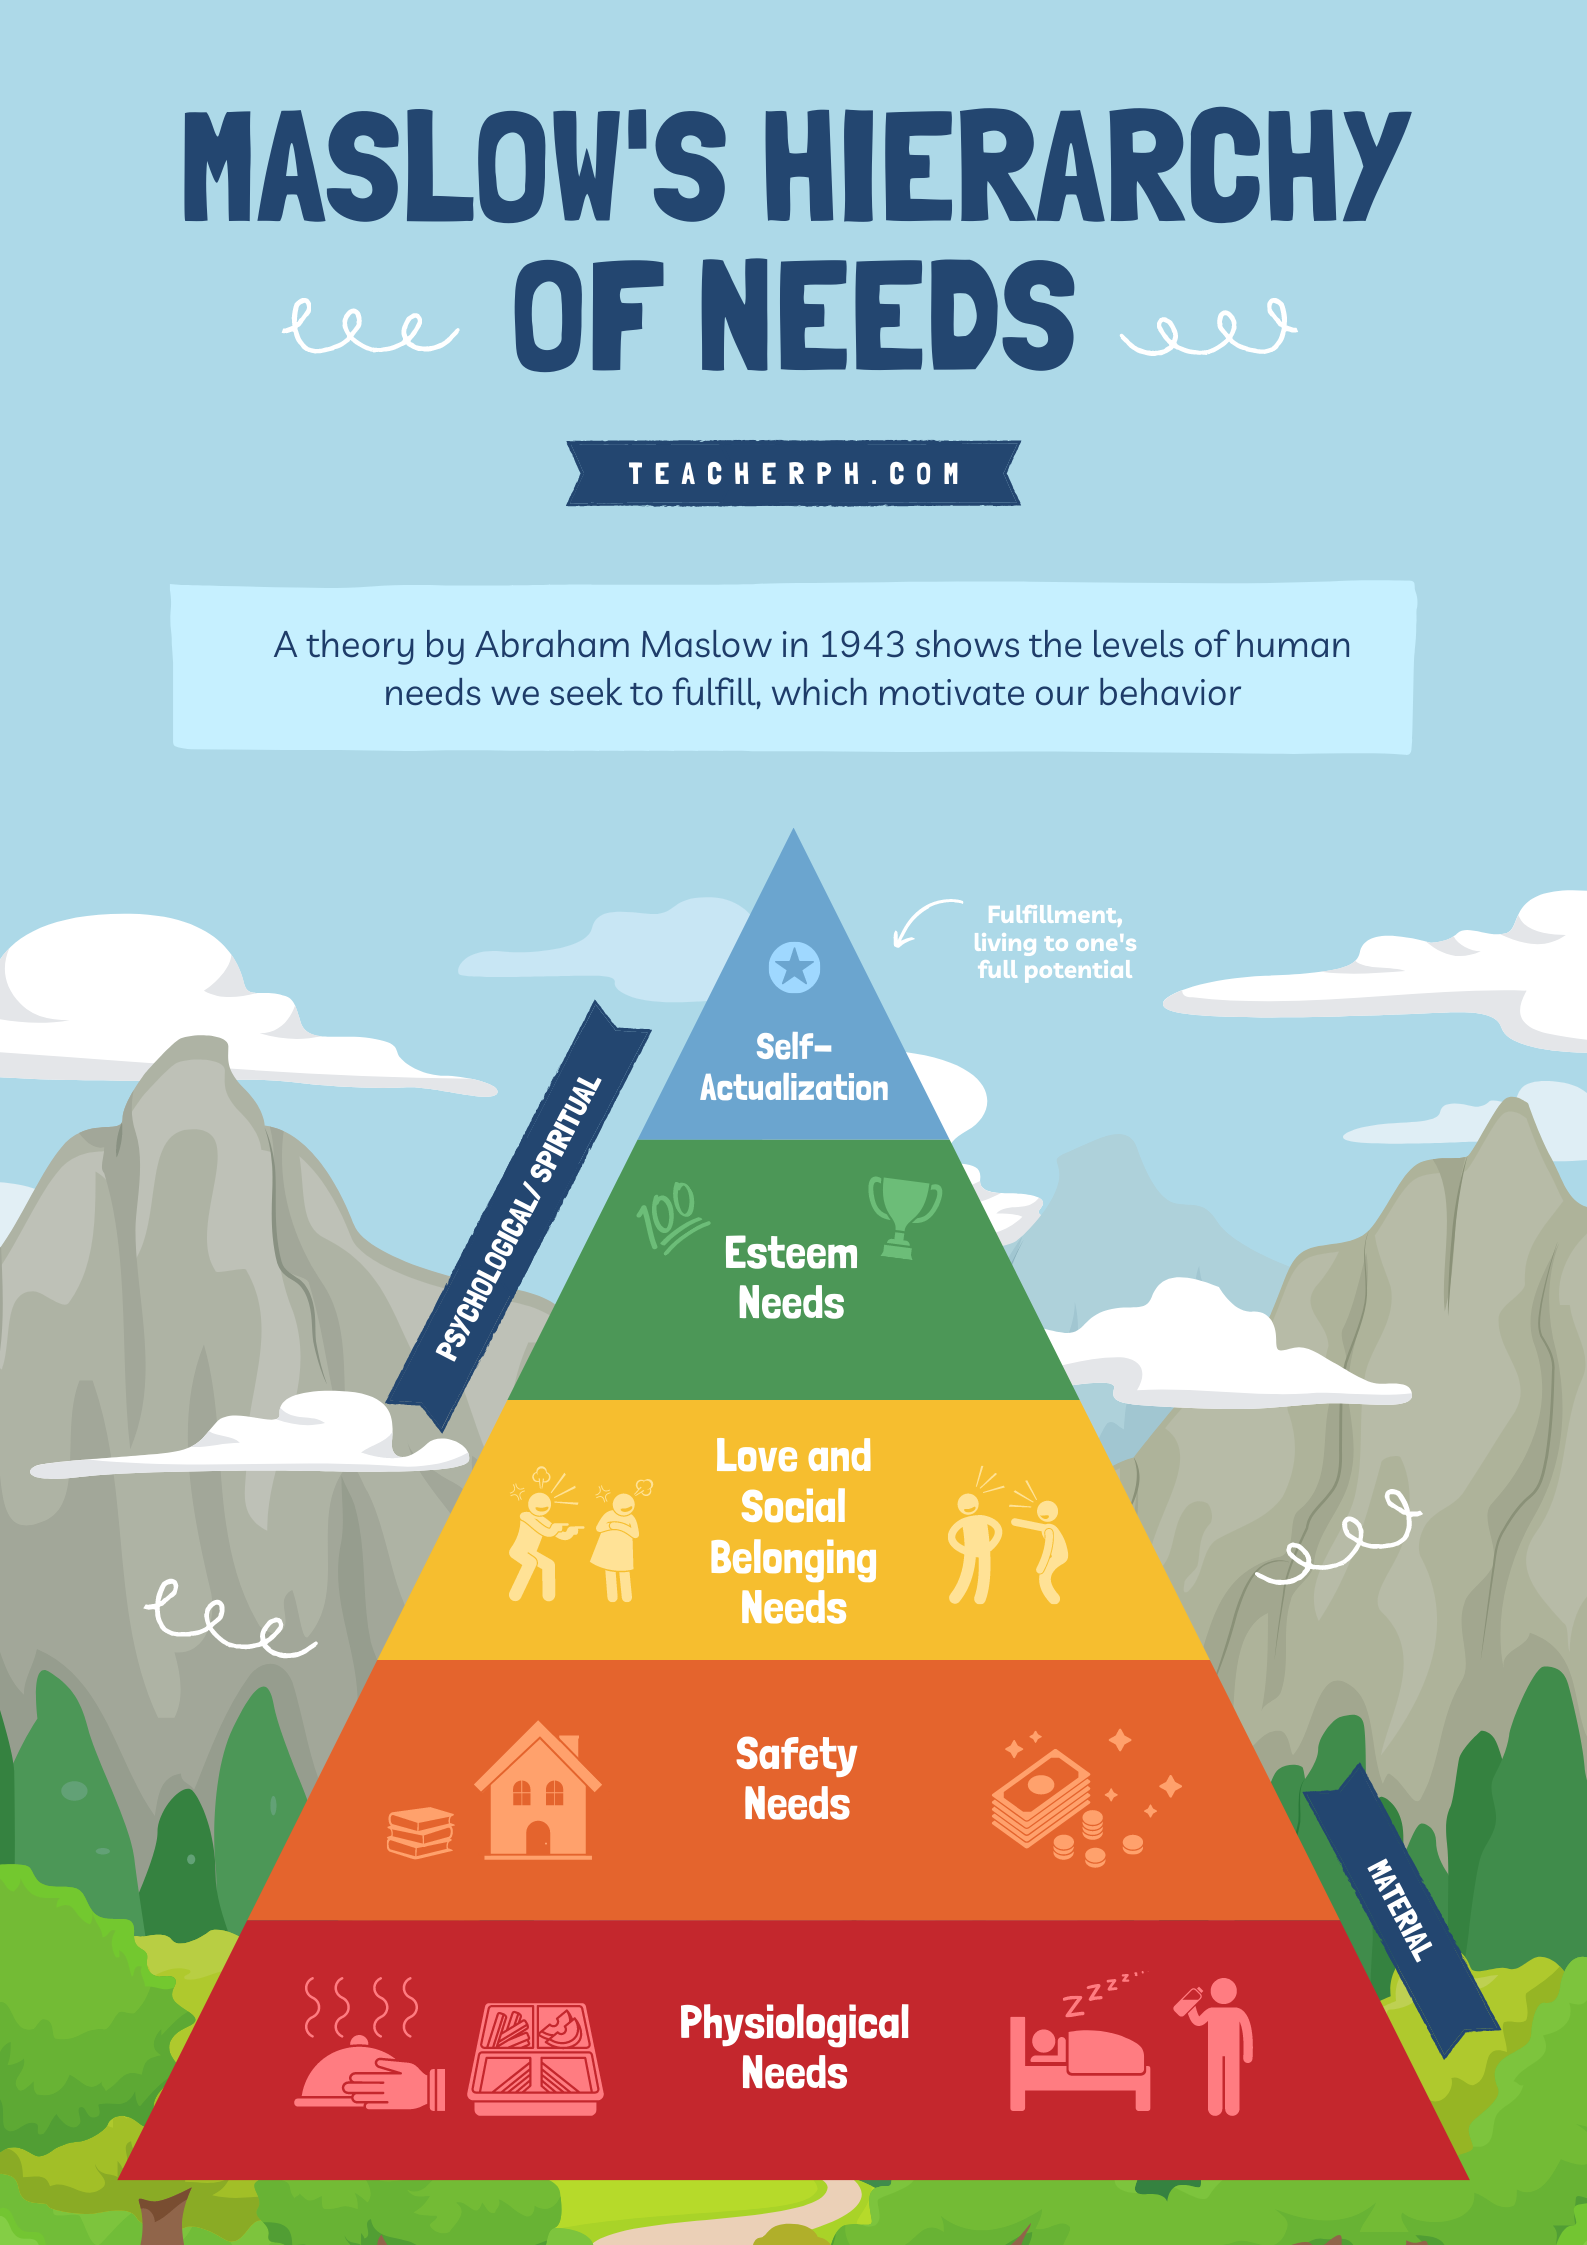 MASLOW'S HIERARCHY
OF NEEDS
TEACHERPH.COM
A theory by Abraham Maslow in 1943 shows the levels of human
needs we seek to fulfill, which motivate our behavior
Fulfillment,
living to one's
full potential
Self-
Actualization
PSYCHOLOGICAL/ SPIRITUAL
100
Esteem
Needs
Love and
Social
Belonging
Needs
Safety
Needs
MATERIAL
Physiological
Needs
zzzz